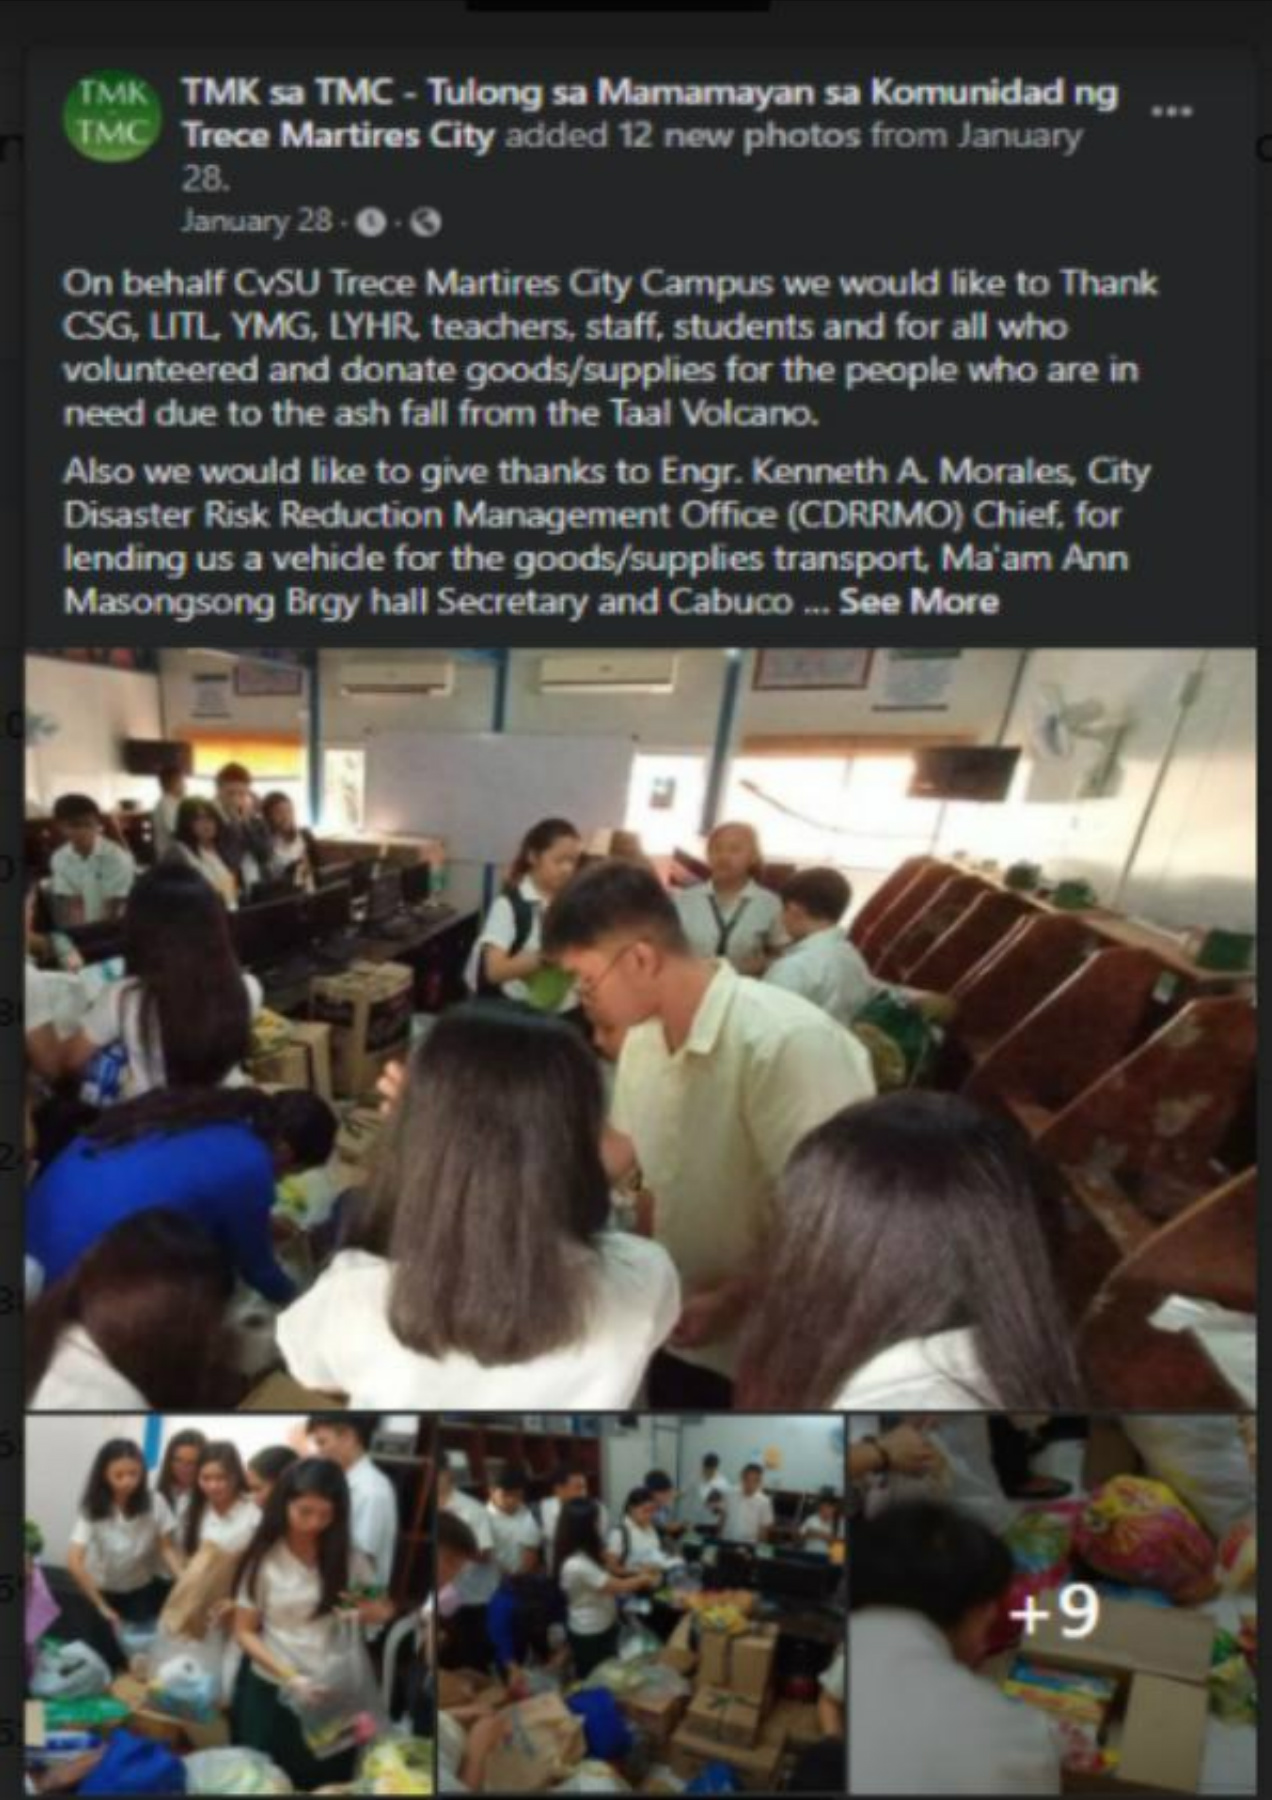 TMK
TMC
TMK sa TMC - Tulong sa Mamamayan sa Komunidad ng
Trece Martires City added 12 new photos from January
28.
January 28
On behalf CvSU Trece Martires City Campus we would like to Thank
CSG, LITL, YMG, LYHR, teachers, staff, students and for all who
volunteered and donate goods/supplies for the people who are in
need due to the ash fall from the Taal Volcano.
Also we would like to give thanks to Engr. Kenneth A. Morales, City
Disaster Risk Reduction Management Office (CDRRMO) Chief, for
lending us a vehicle for the goods/supplies transport, Ma'am Ann
Masongsong Brgy hall Secretary and Cabuco ... See More
+9